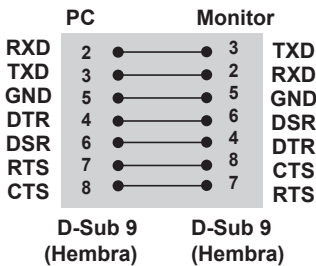 PC Monitor
RXD 2 3 TXD
TXD 3 2 RXD
GND 5 5 GND
DTR 4 6 DSR
DSR 6 4 DTR
RTS 7 8 CTS
CTS 8 7 RTS
D-Sub 9 D-Sub 9
(Hembra) (Hembra)